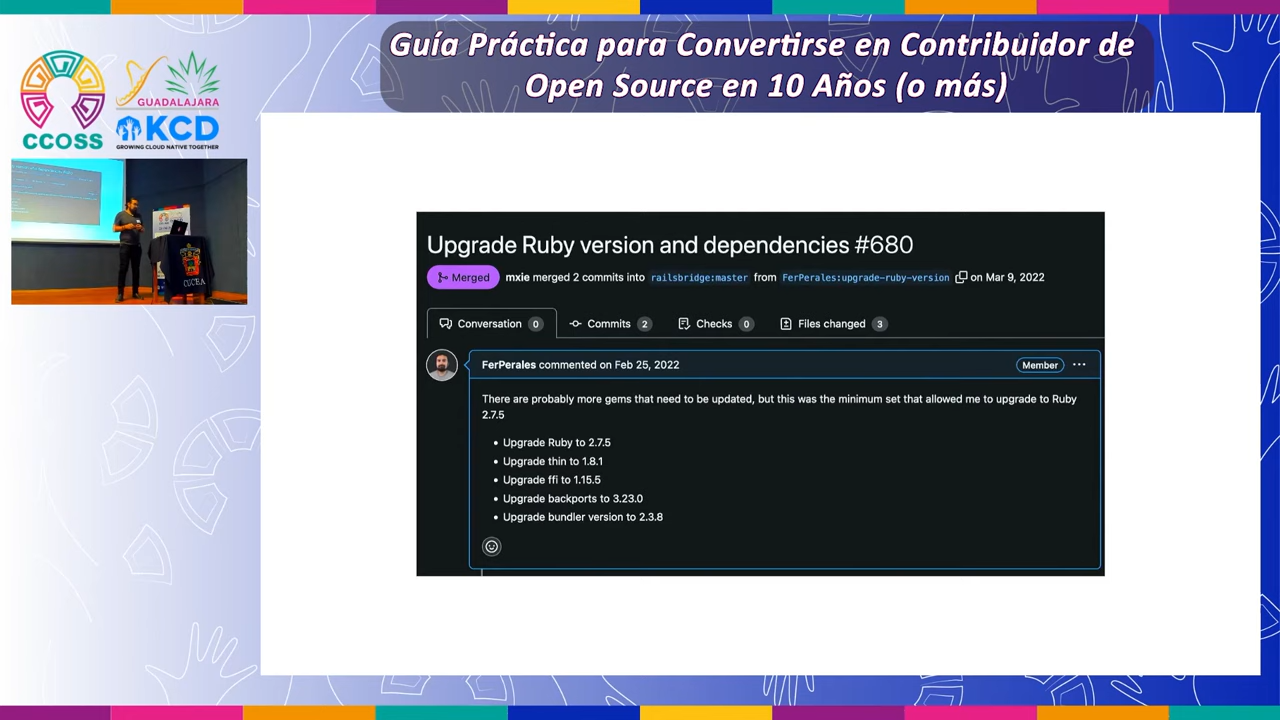 Guía Práctica para Convertirse en Contribuidor de
Open Source en 10 Años (o más)
CCOSS
GUADALAJARA
KCD
GROWING CLOUD NATIVE TOGETHER
CUCEA
Upgrade Ruby version and dependencies #680
Merged mxie merged 2 commits into railsbridge:master from FerPerales:upgrade-ruby-version on Mar 9, 2022
Conversation 0 Commits 2 Checks 0 Files changed 3
FerPerales commented on Feb 25, 2022 Member ...
There are probably more gems that need to be updated, but this was the minimum set that allowed me to upgrade to Ruby
2.7.5
• Upgrade Ruby to 2.7.5
• Upgrade thin to 1.8.1
• Upgrade ffi to 1.15.5
• Upgrade backports to 3.23.0
• Upgrade bundler version to 2.3.8